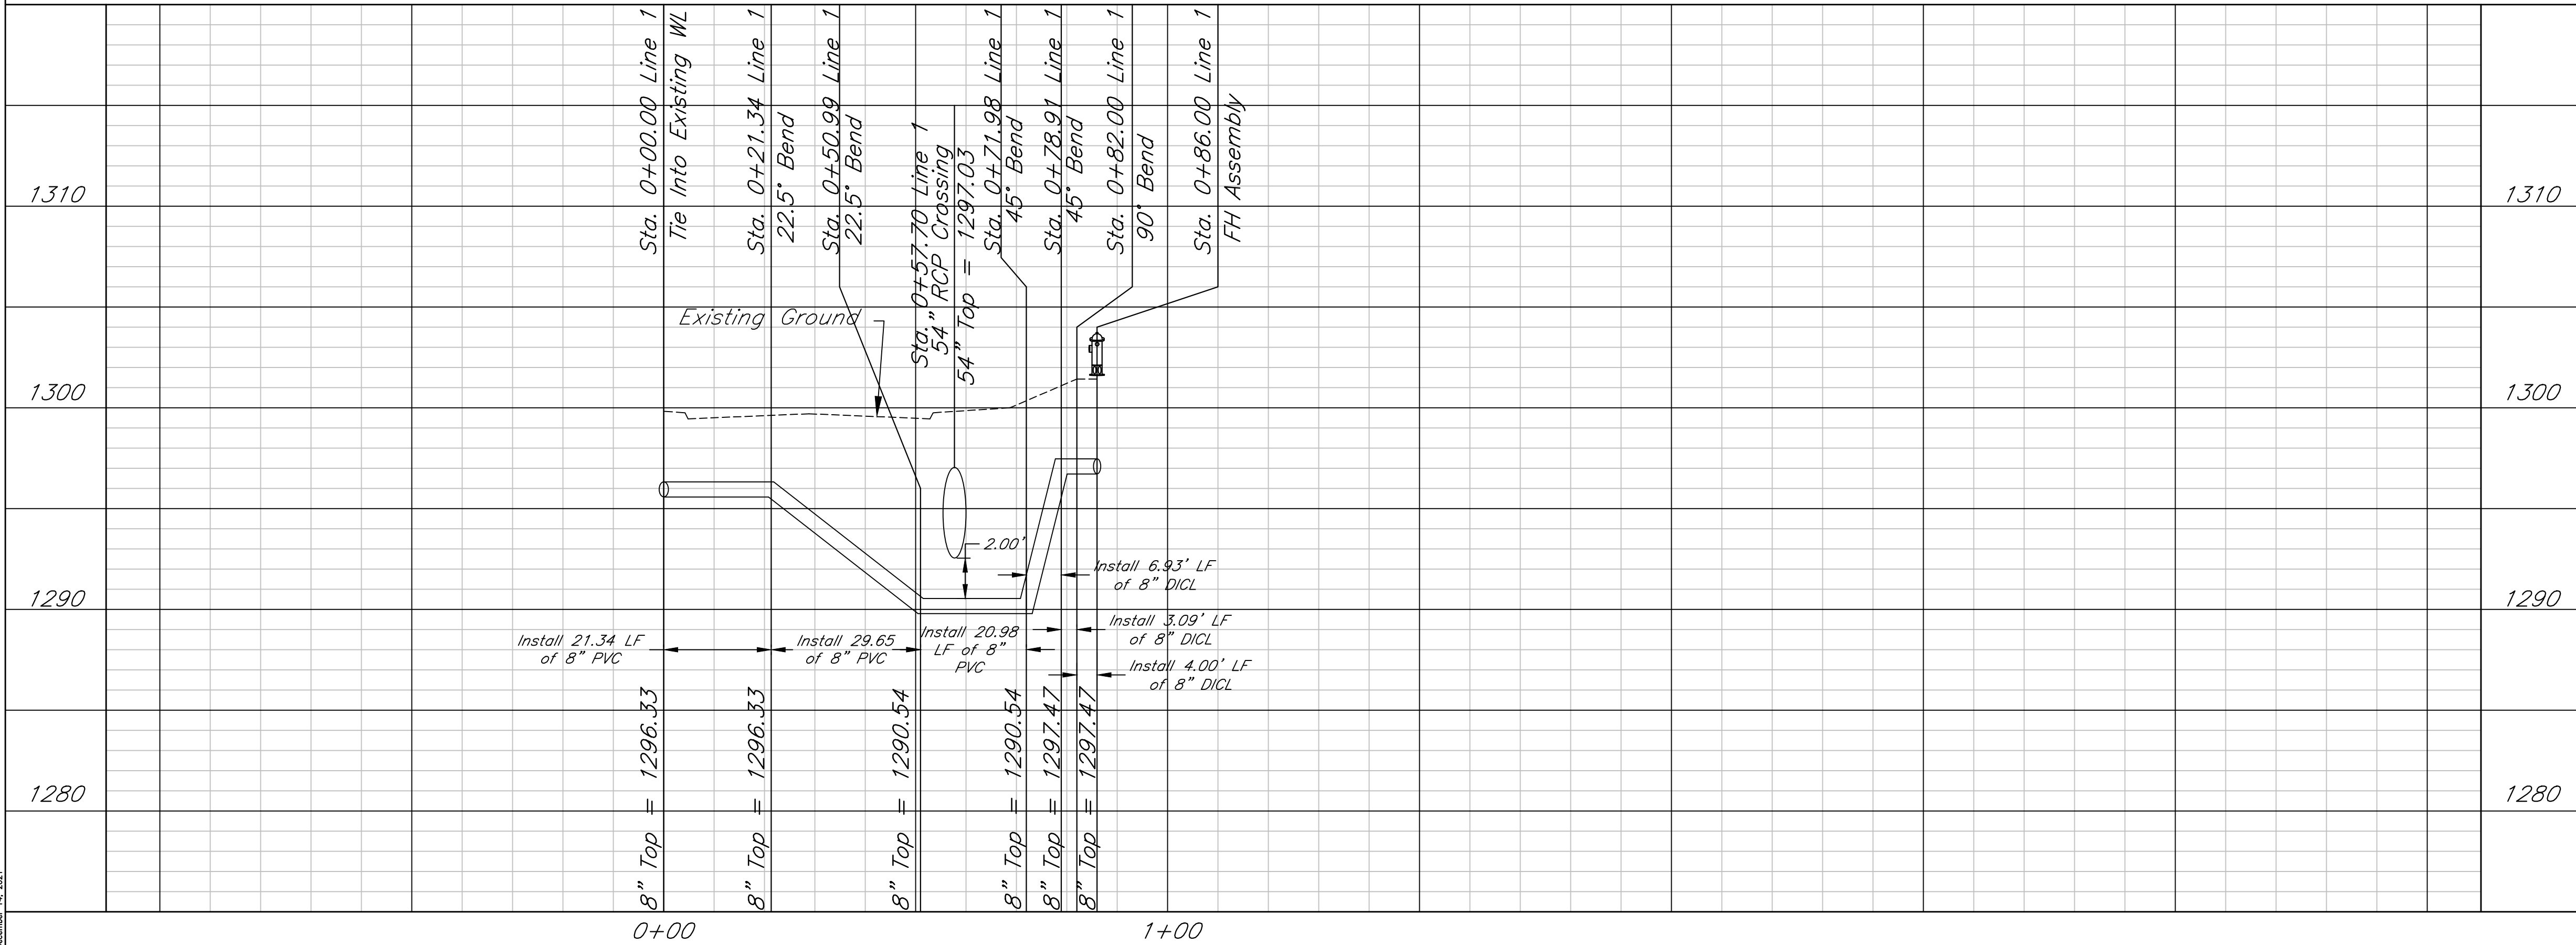 Sta. 0+00.00 Line 1
Tie Into Existing WL
Sta. 0+21.34 Line 1
22.5° Bend
Sta. 0+50.99 Line 1
22.5° Bend
Sta. 0+57.70 Line 1
54" RCP Crossing
54" Top = 1297.03
Sta. 0+71.98 Line 1
45° Bend
Sta. 0+78.91 Line 1
45° Bend
Sta. 0+82.00 Line 1
90° Bend
Sta. 0+86.00 Line 1
FH Assembly
1310
1310
Existing Ground
1300
1300
2.00'
Install 6.93' LF
of 8" DICL
1290
1290
Install 3.09' LF
of 8" DICL
Install 21.34 LF
of 8" PVC
Install 29.65
of 8" PVC
Install 20.98
LF of 8"
PVC
Install 4.00' LF
of 8" DICL
8" Top = 1296.33
8" Top = 1296.33
8" Top = 1290.54
8" Top = 1290.54
8" Top = 1297.47
8" Top = 1297.47
1280
1280
0+00
1+00